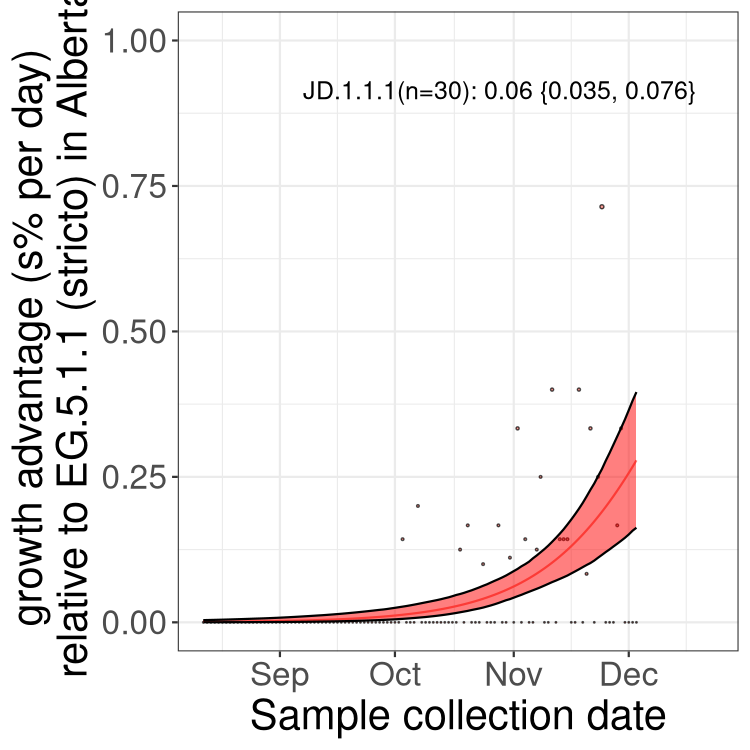 growth advantage (s% per day)
relative to EG.5.1.1 (stricto) in Alberta
1.00
0.75
0.50
0.25
0.00
JD.1.1.1(n=30): 0.06 {0.035, 0.076}
Sep Oct Nov Dec
Sample collection date